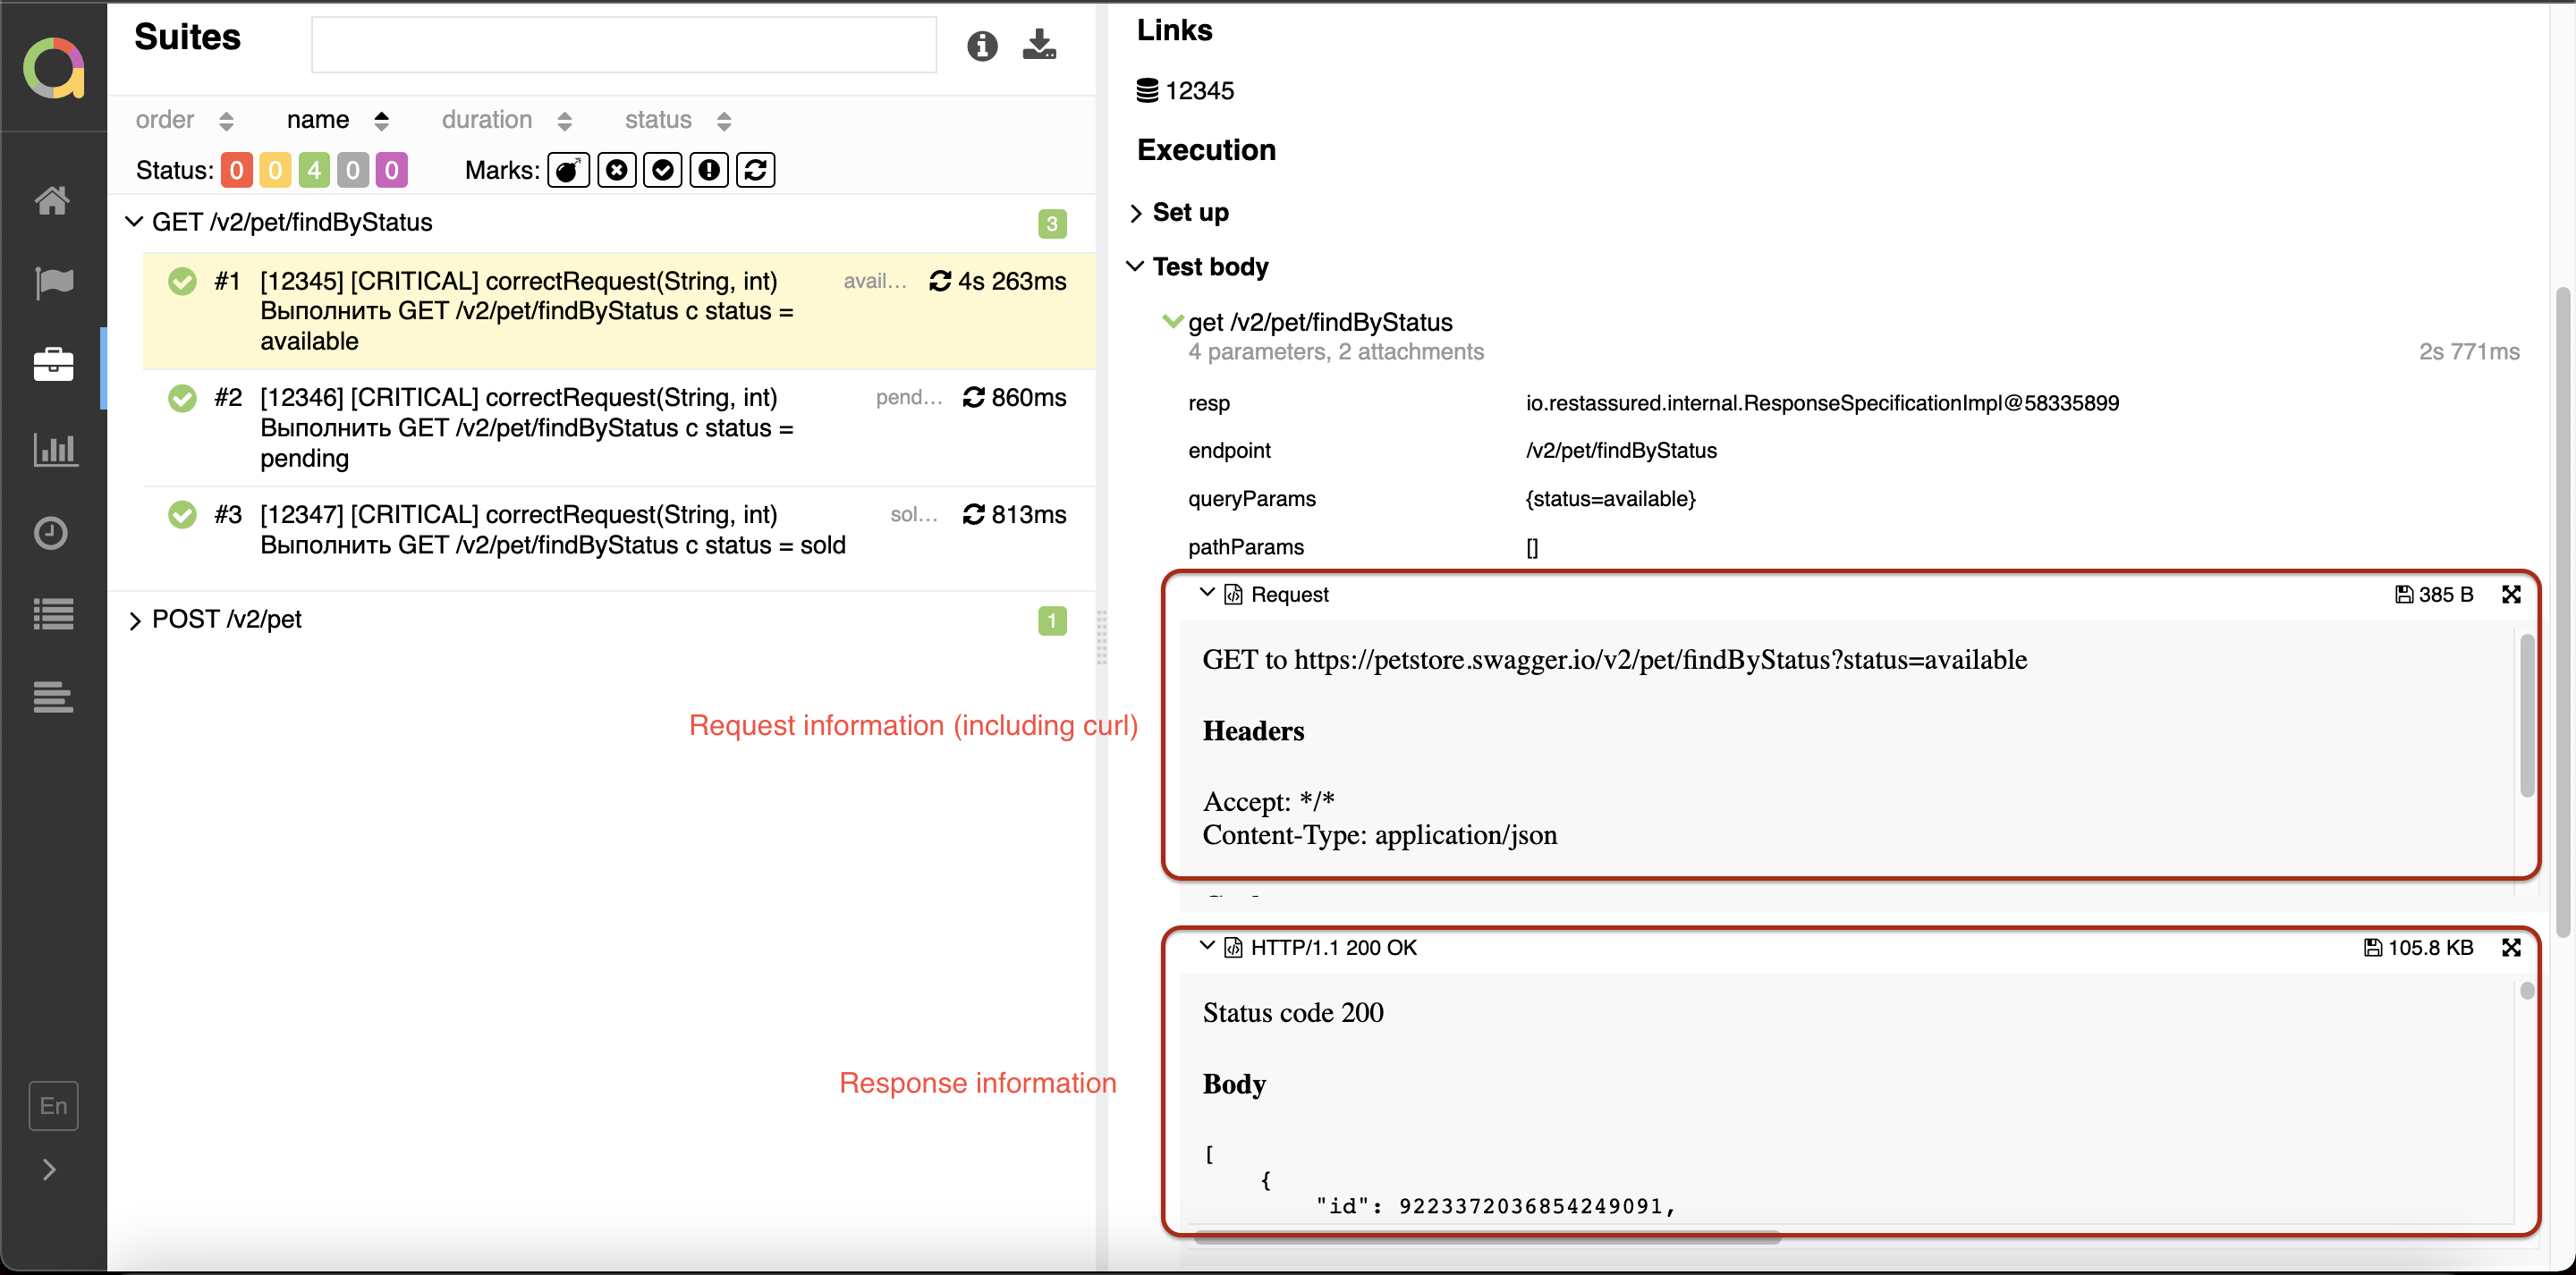 Suites
order name duration status
Status: 0 0 4 0 0 Marks:
GET /v2/pet/findByStatus 3
#1 [12345] [CRITICAL] correctRequest(String, int) avail… 4s 263ms
Выполнить GET /v2/pet/findByStatus с status =
available
#2 [12346] [CRITICAL] correctRequest(String, int) pend… 860ms
Выполнить GET /v2/pet/findByStatus с status =
pending
#3 [12347] [CRITICAL] correctRequest(String, int) sol… 813ms
Выполнить GET /v2/pet/findByStatus с status = sold
POST /v2/pet 1
Request information (including curl)
Response information
En
Links
12345
Execution
Set up
Test body
get /v2/pet/findByStatus
4 parameters, 2 attachments 2s 771ms
resp io.restassured.internal.ResponseSpecificationImpl@58335899
endpoint /v2/pet/findByStatus
queryParams {status=available}
pathParams []
Request 385 B
GET to https://petstore.swagger.io/v2/pet/findByStatus?status=available
Headers
Accept: */*
Content-Type: application/json
HTTP/1.1 200 OK 105.8 KB
Status code 200
Body
[
{
"id": 9223372036854249091,